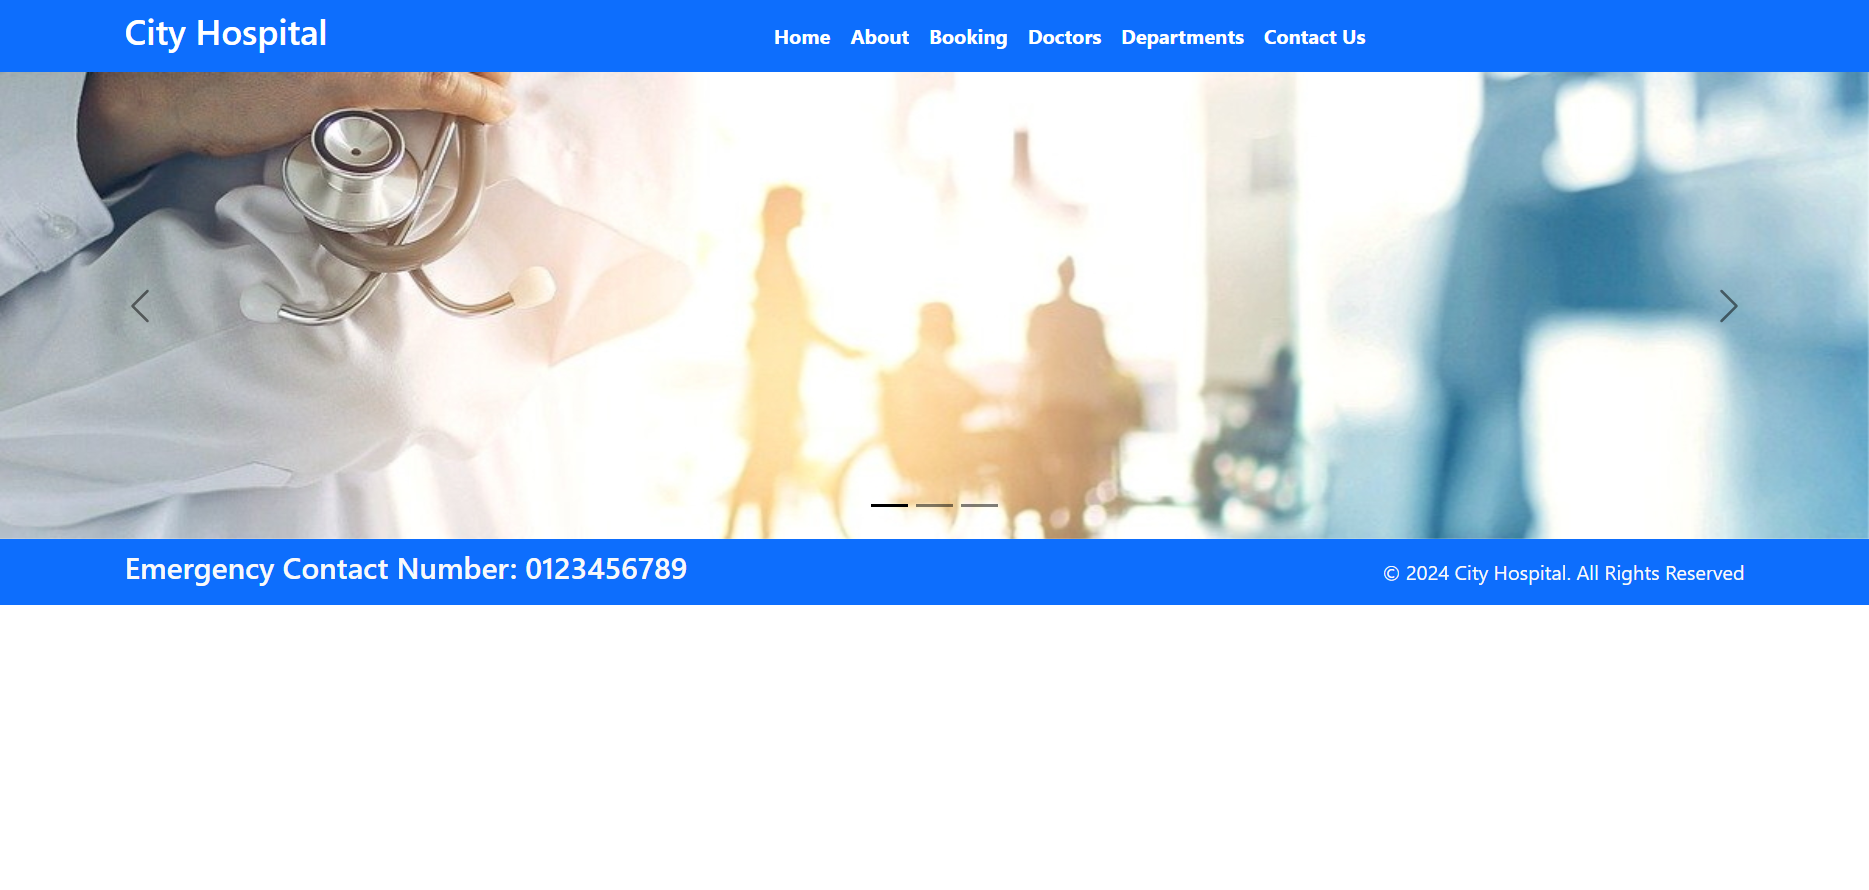 City Hospital
Home About Booking Doctors Departments Contact Us
Emergency Contact Number: 0123456789
© 2024 City Hospital. All Rights Reserved